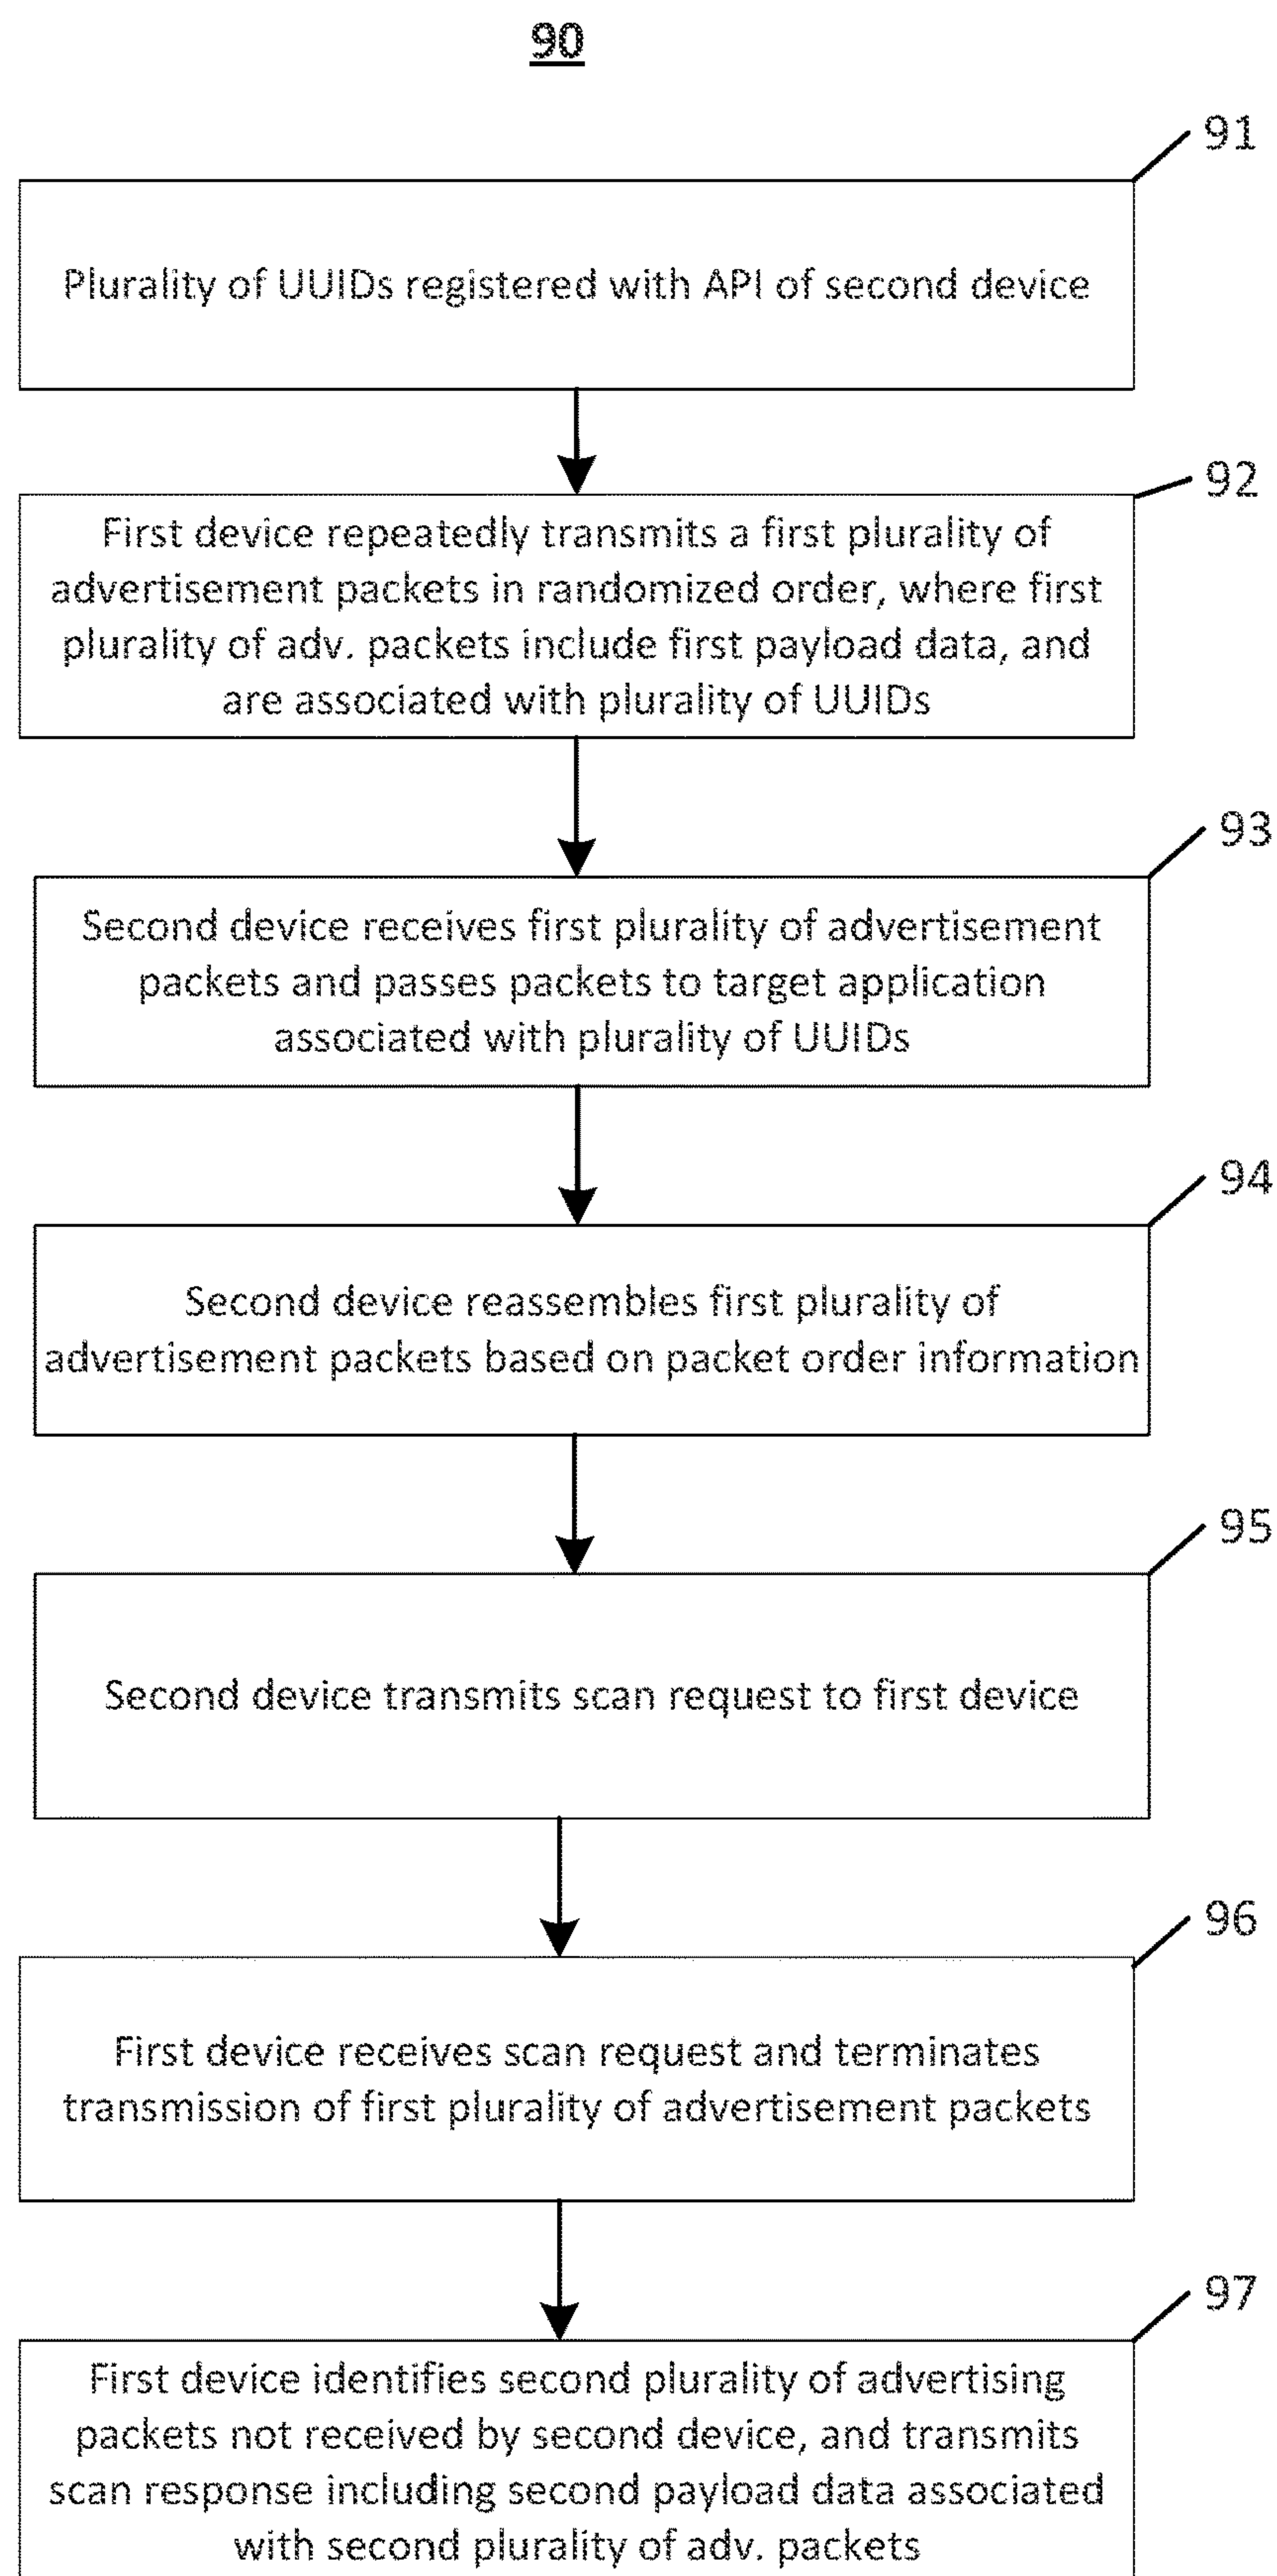 90
91
Plurality of UUIDs registered with API of second device
92
First device repeatedly transmits a first plurality of
advertisement packets in randomized order, where first
plurality of adv. packets include first payload data, and
are associated with plurality of UUIDs
93
Second device receives first plurality of advertisement
packets and passes packets to target application
associated with plurality of UUIDs
94
Second device reassembles first plurality of
advertisement packets based on packet order information
95
Second device transmits scan request to first device
96
First device receives scan request and terminates
transmission of first plurality of advertisement packets
97
First device identifies second plurality of advertising
packets not received by second device, and transmits
scan response including second payload data associated
with second plurality of adv. packets